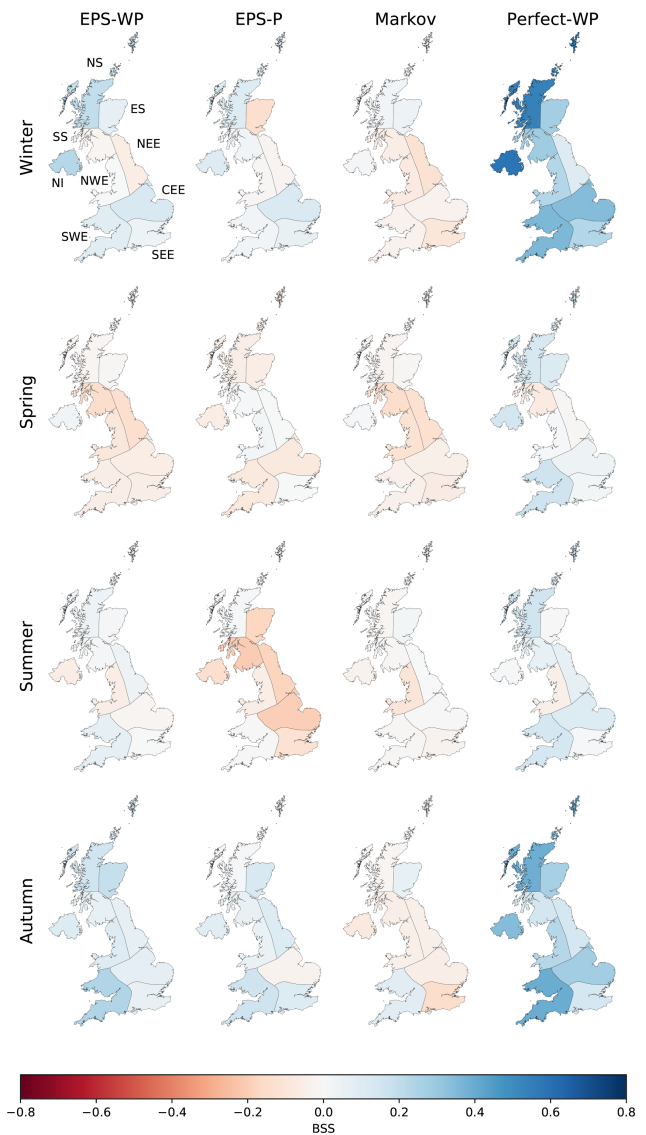 EPS-WP EPS-P Markov Perfect-WP
Winter
NS
ES
SS
NEE
NI
NWE
CEE
SWE
SEE
Spring
Summer
Autumn
−0.8 −0.6 −0.4 −0.2 0.0 0.2 0.4 0.6 0.8
BSS